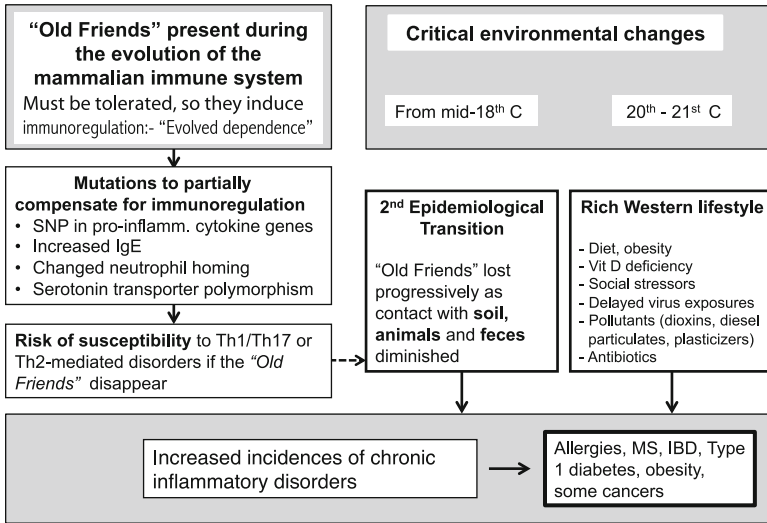 “Old Friends” present during
the evolution of the
mammalian immune system
Must be tolerated, so they induce
immunoregulation:- “Evolved dependence”
Critical environmental changes
From mid-18th C
20th - 21st C
Mutations to partially
compensate for immunoregulation
• SNP in pro-inflamm. cytokine genes
• Increased IgE
• Changed neutrophil homing
• Serotonin transporter polymorphism
Risk of susceptibility to Th1/Th17 or
Th2-mediated disorders if the “Old
Friends” disappear
2nd Epidemiological
Transition
“Old Friends” lost
progressively as
contact with soil,
animals and feces
diminished
Rich Western lifestyle
- Diet, obesity
- Vit D deficiency
- Social stressors
- Delayed virus exposures
- Pollutants (dioxins, diesel
particulates, plasticizers)
- Antibiotics
Increased incidences of chronic
inflammatory disorders
Allergies, MS, IBD, Type
1 diabetes, obesity,
some cancers